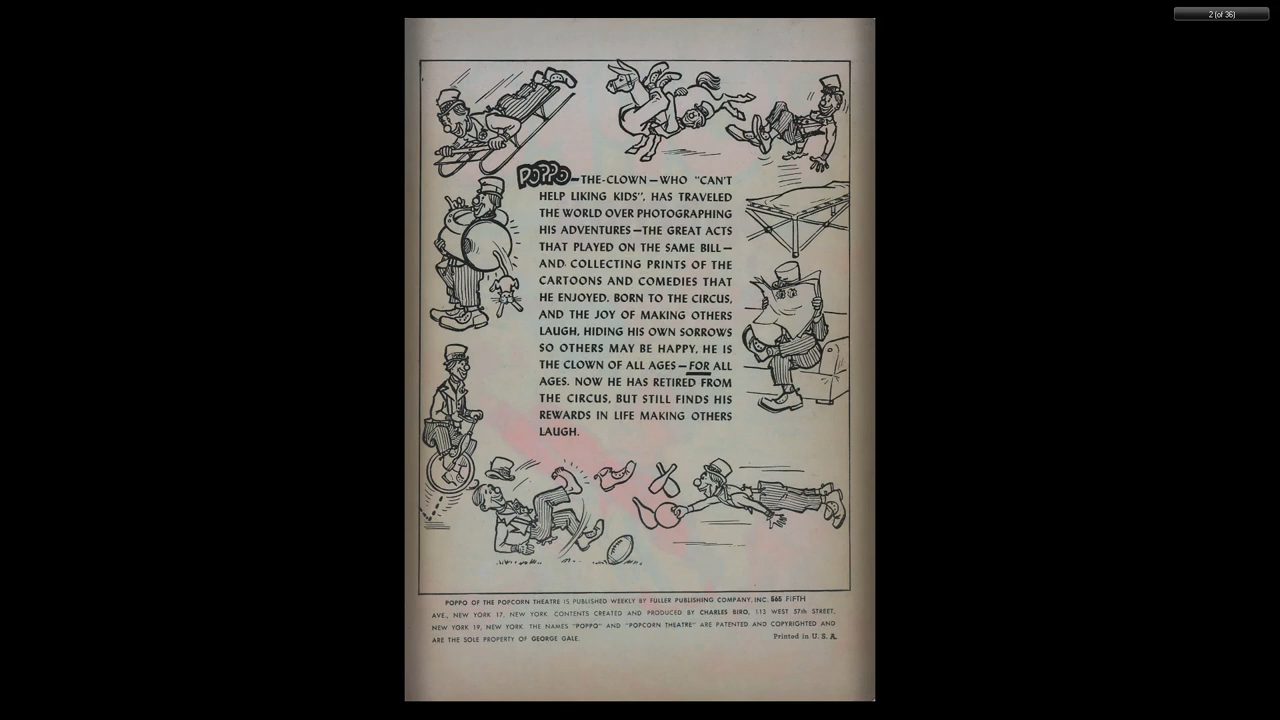 2 (of 36)
POPPO—THE-CLOWN—WHO "CAN'T
HELP LIKING KIDS", HAS TRAVELED
THE WORLD OVER PHOTOGRAPHING
HIS ADVENTURES—THE GREAT ACTS
THAT PLAYED ON THE SAME BILL—
AND COLLECTING PRINTS OF THE
CARTOONS AND COMEDIES THAT
HE ENJOYED. BORN TO THE CIRCUS,
AND THE JOY OF MAKING OTHERS
LAUGH, HIDING HIS OWN SORROWS
SO OTHERS MAY BE HAPPY, HE IS
THE CLOWN OF ALL AGES—FOR ALL
AGES. NOW HE HAS RETIRED FROM
THE CIRCUS, BUT STILL FINDS HIS
REWARDS IN LIFE MAKING OTHERS
LAUGH.
POPPO OF THE POPCORN THEATRE IS PUBLISHED WEEKLY BY FULLER PUBLISHING COMPANY, INC. 565 FIFTH
AVE., NEW YORK 17, NEW YORK. CONTENTS CREATED AND PRODUCED BY CHARLES BIRO, 113 WEST 57th STREET,
NEW YORK 19, NEW YORK. THE NAMES "POPPO" AND "POPCORN THEATRE" ARE PATENTED AND COPYRIGHTED AND
ARE THE SOLE PROPERTY OF GEORGE GALE. Printed in U. S. A.